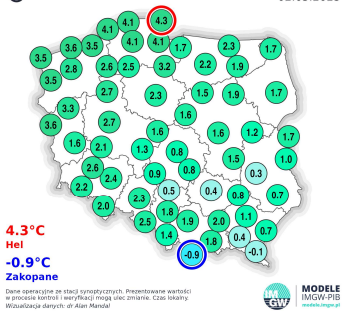 4.1 4.1 4.3
3.5 3.6 3.5 4.1 4.1 1.7 2.3 1.7
3.5 2.8 2.6 2.5 3.2 2.2 1.9
2.7 2.3 1.5 1.9 1.7
3.3 1.6
3.6 2.7 1.6 1.6 1.2 1.7
1.6 2.1 1.3 0.8 1.5 1.0
2.6 2.4 0.9 0.8 0.3
2.2 0.5 0.4 0.8 0.7
2.0 2.3 1.8 1.1
2.5 1.9 2.0 0.7
1.4 1.8 0.4
-0.9 -0.1
4.3°C
Hel
-0.9°C
Zakopane
Dane operacyjne ze stacji synoptycznych. Prezentowane wartości
w procesie kontroli i weryfikacji mogą ulec zmianie. Czas lokalny.
Wizualizacja danych: dr Alan Mandal
IM
GW
MODELE
IMGW-PIB
modele.imgw.pl